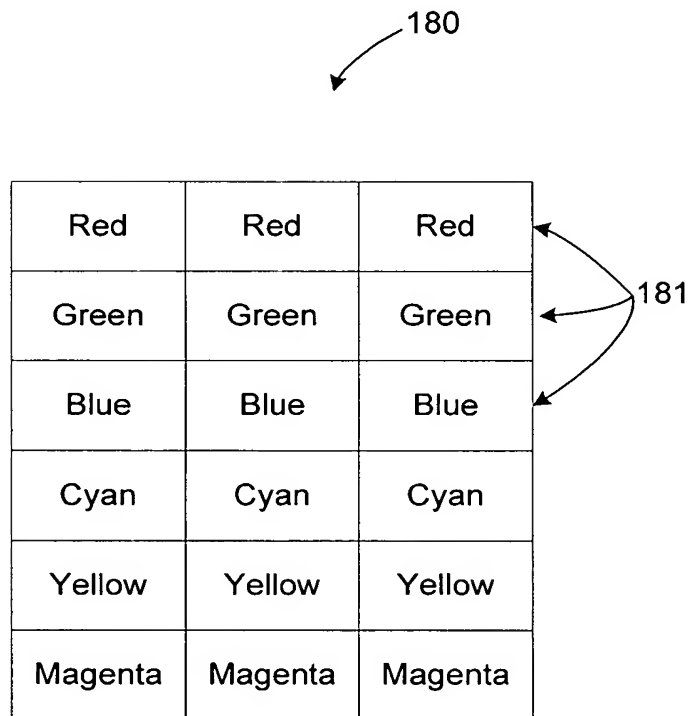 180
Red Red Red
Green Green Green
181
Blue Blue Blue
Cyan Cyan Cyan
Yellow Yellow Yellow
Magenta Magenta Magenta